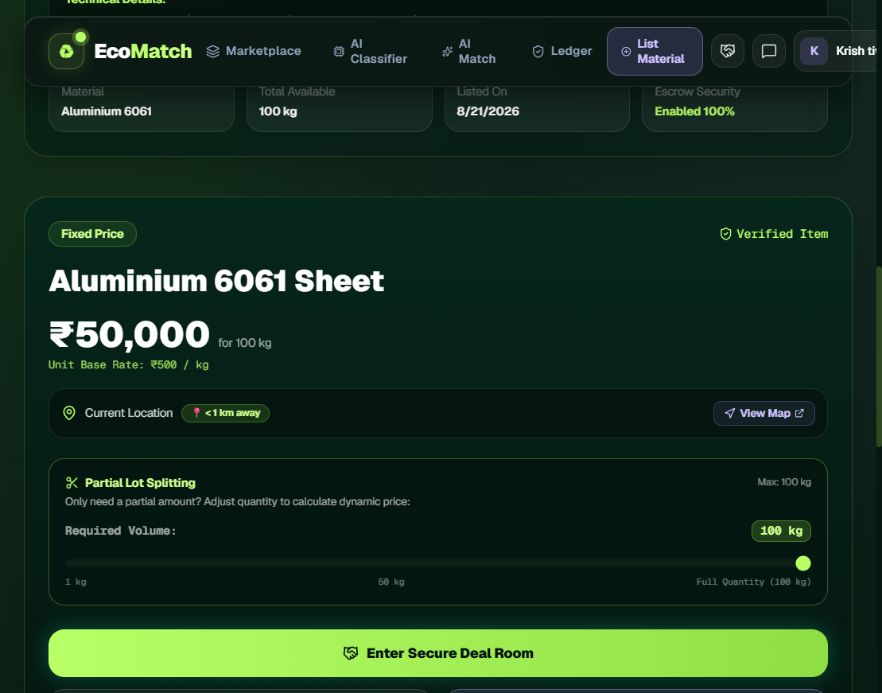 Technical Details:
EcoMatch
Marketplace
AI
Classifier
AI
Match
Ledger
List
Material
K
Krish ti
Material
Aluminium 6061
Total Available
100 kg
Listed On
8/21/2026
Escrow Security
Enabled 100%
Fixed Price
Verified Item
Aluminium 6061 Sheet
₹50,000 for 100 kg
Unit Base Rate: ₹500 / kg
Current Location
📍 < 1 km away
View Map
Partial Lot Splitting
Max: 100 kg
Only need a partial amount? Adjust quantity to calculate dynamic price:
Required Volume:
100 kg
1 kg
50 kg
Full Quantity (100 kg)
Enter Secure Deal Room